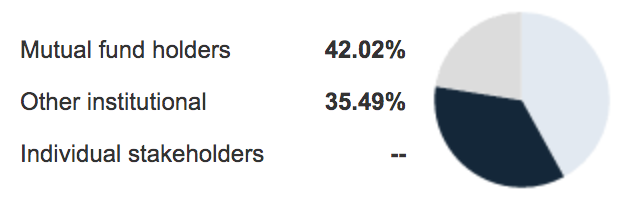 Mutual fund holders 42.02%
Other institutional 35.49%
Individual stakeholders --